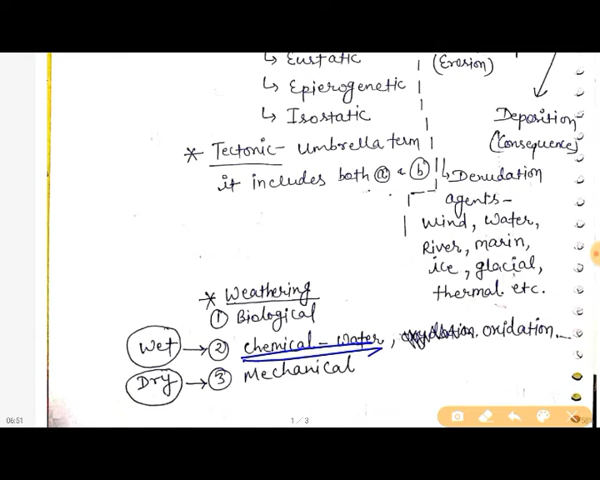 ↳ Eustatic
↳ Epierogenetic
↳ Isostatic
* Tectonic - Umbrella term
it includes both ⓐ & ⓑ
(Erosion)
Deposition
(Consequence)
↳ Denudation
agents -
Wind, Water,
River, marin,
ice, glacial,
thermal etc.
* Weathering
① Biological
Wet → ② chemical - water, oxidation...
Dry → ③ Mechanical
06:51
1 / 3